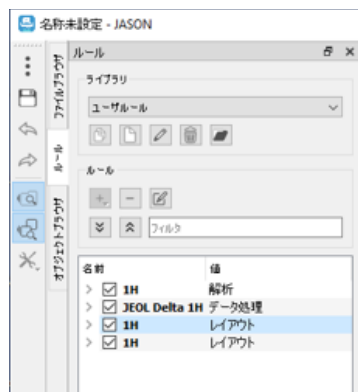 名称未設定 - JASON
ルール
ファイルブラウザ
ルール
オブジェクトブラウザ
ライブラリ
ユーザルール
ルール
フィルタ
名前 値
1H 解析
JEOL Delta 1H データ処理
1H レイアウト
1H レイアウト